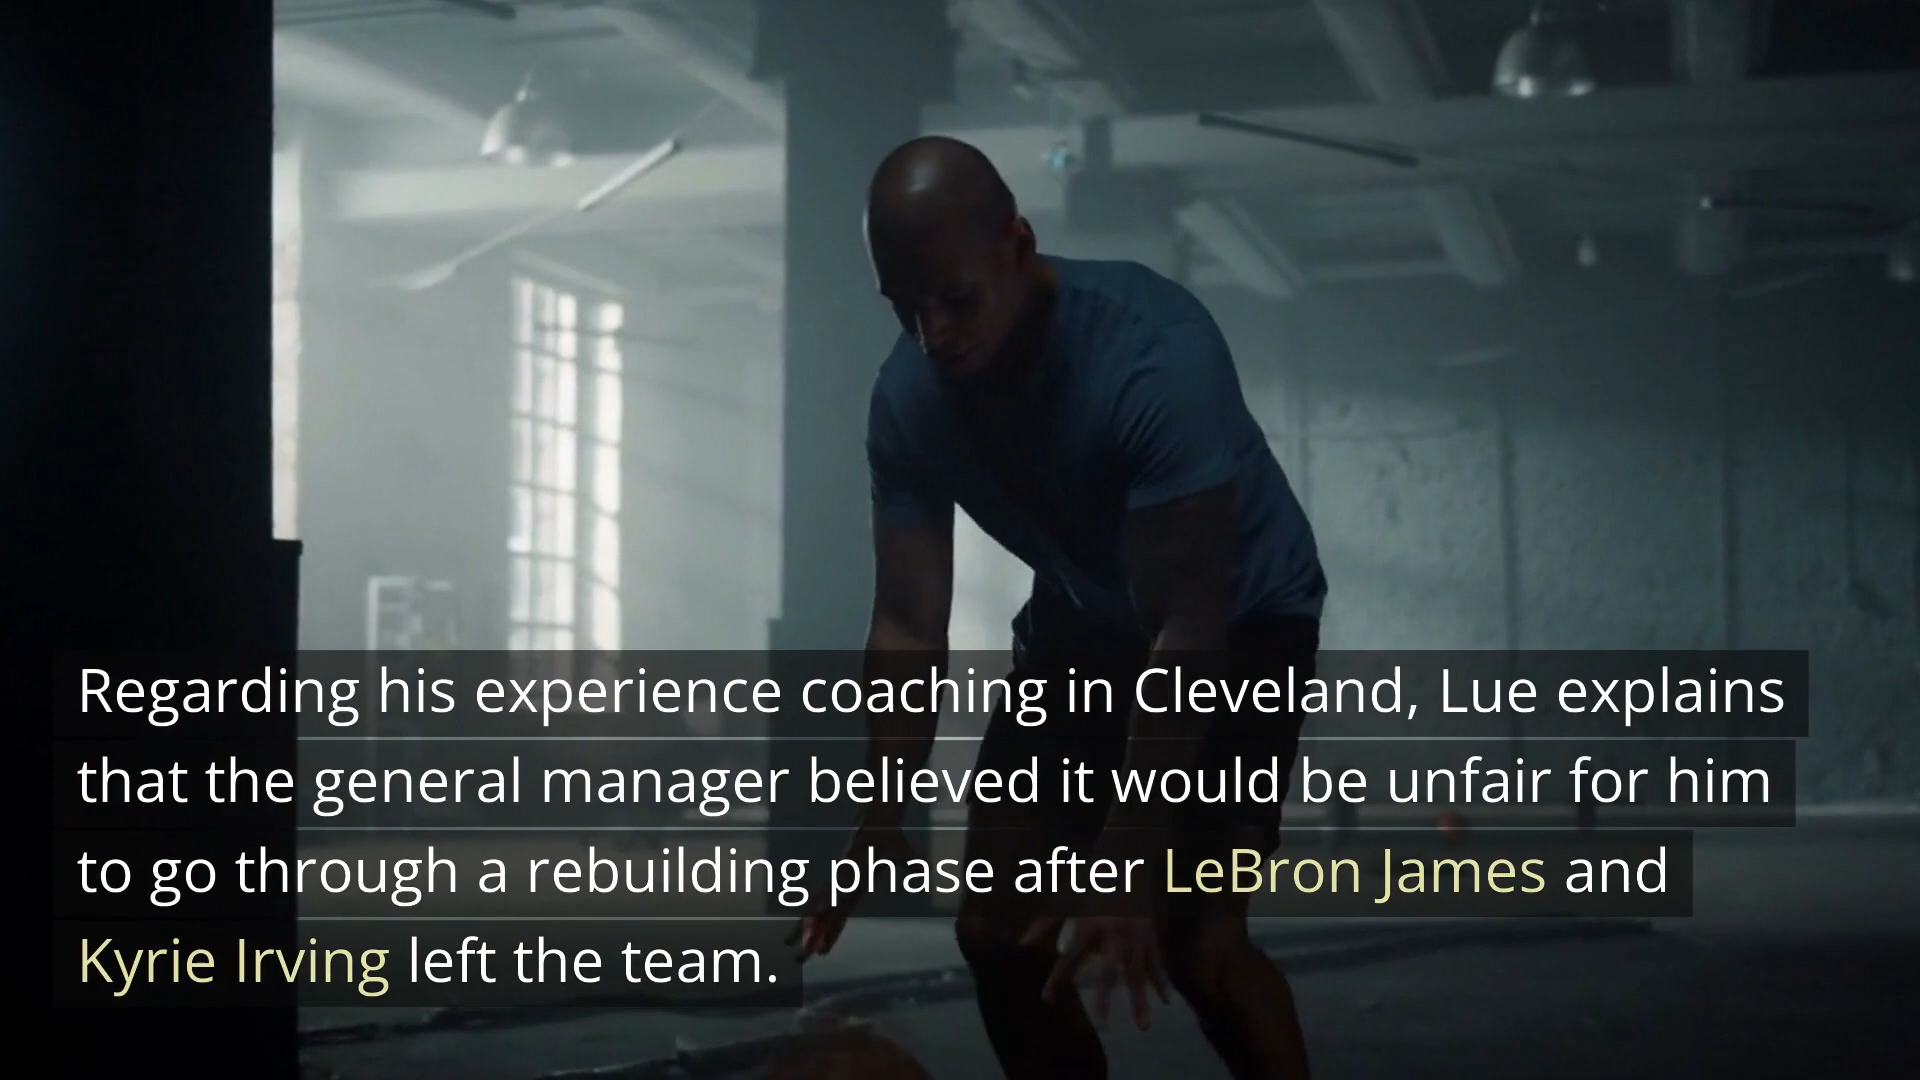 Regarding his experience coaching in Cleveland, Lue explains
that the general manager believed it would be unfair for him
to go through a rebuilding phase after LeBron James and
Kyrie Irving left the team.